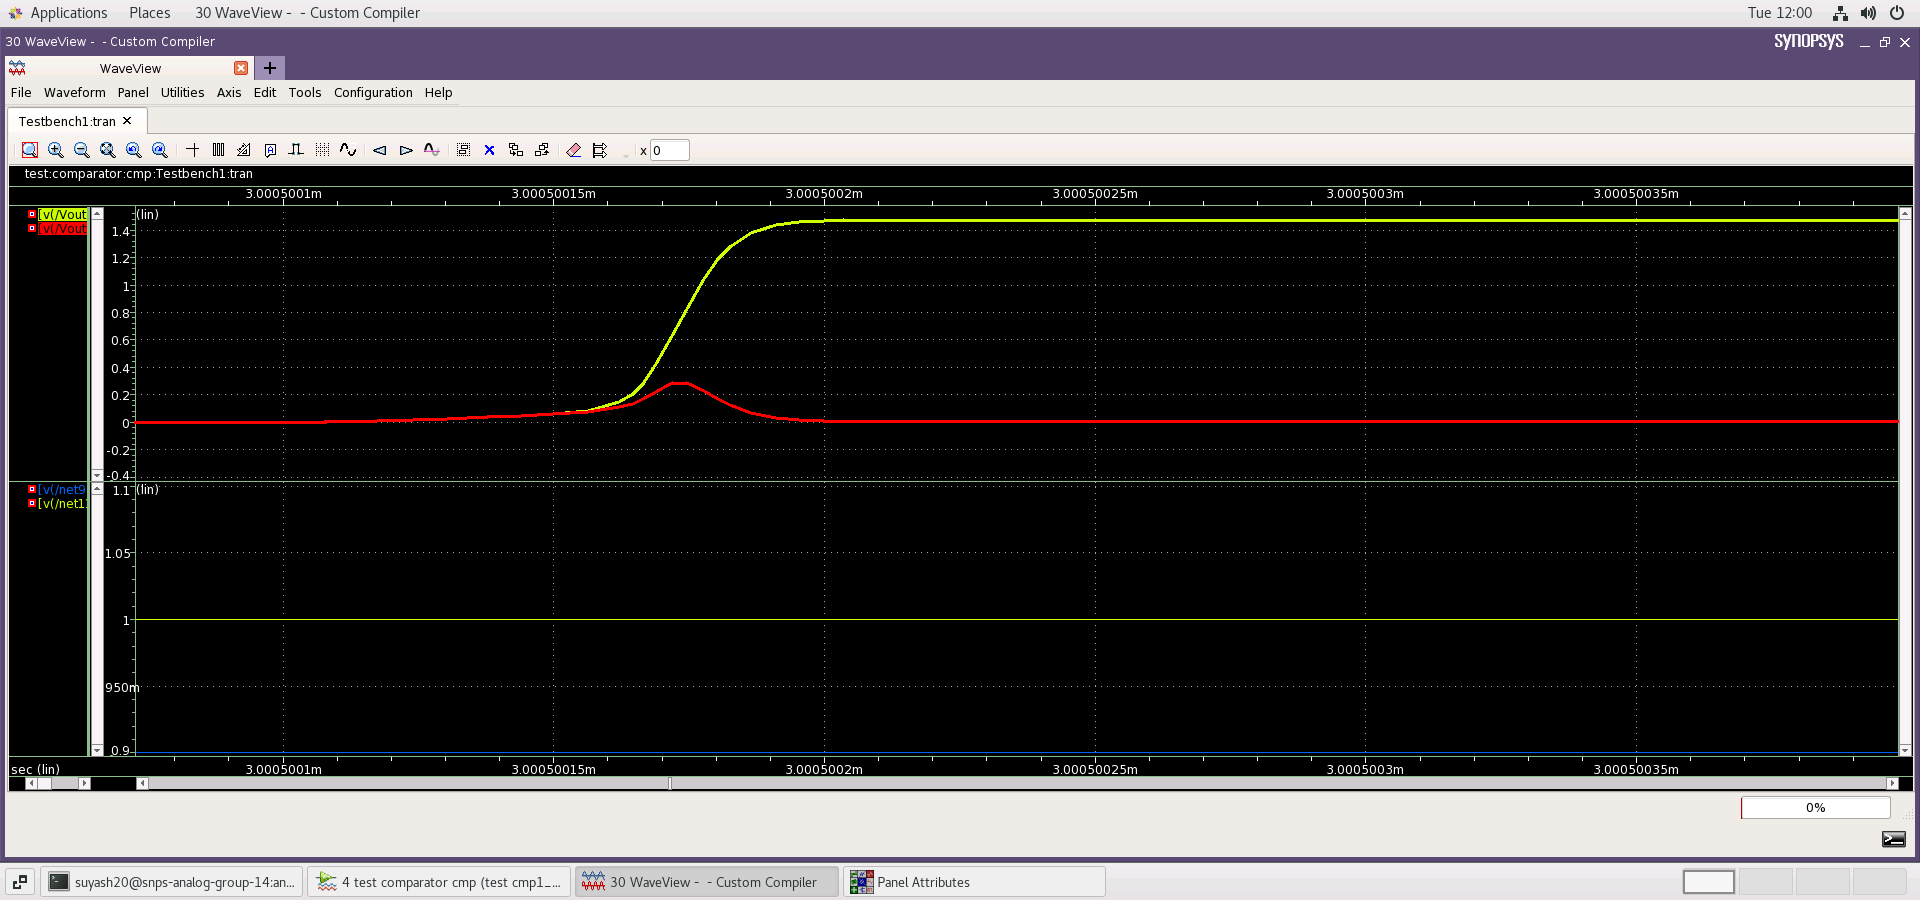 Applications Places 30 WaveView - - Custom Compiler Tue 12:00
30 WaveView - - Custom Compiler SYNOPSYS
WaveView
File Waveform Panel Utilities Axis Edit Tools Configuration Help
Testbench1:tran
x 0
test:comparator:cmp:Testbench1:tran
3.0005001m 3.00050015m 3.0005002m 3.00050025m 3.0005003m 3.00050035m
[v(/Vout (lin)
v(/Vout
1.4
1.2
1
0.8
0.6
0.4
0.2
0
-0.2
-0.4
[v(/net9 1.1 (lin)
[v(/net1
1.05
1
950m
0.9
sec (lin) 3.0005001m 3.00050015m 3.0005002m 3.00050025m 3.0005003m 3.00050035m
0%
suyash20@snps-analog-group-14:an... 4 test comparator cmp (test cmp1_... 30 WaveView - - Custom Compiler Panel Attributes